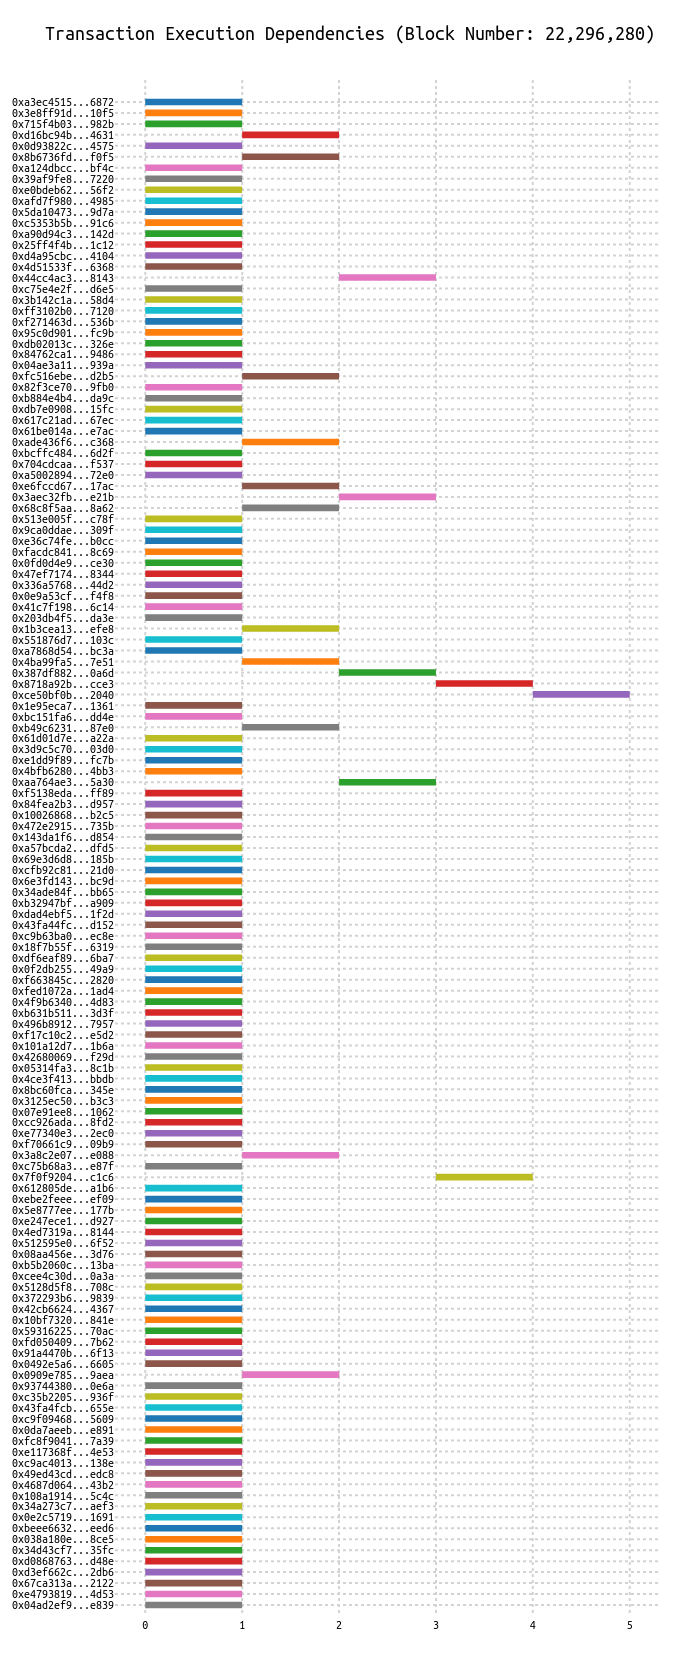 Transaction Execution Dependencies (Block Number: 22,296,280)
0xa3ec4515...6872
0x3e8ff91d...10f5
0x715f4b03...982b
0xd16bc94b...4631
0x0d93822c...4575
0x8b6736fd...f0f5
0xa124dbcc...bf4c
0x39af9fe8...7220
0xe0bdeb62...56f2
0xafd7f980...4985
0x5da10473...9d7a
0xc5353b5b...91c6
0xa90d94c3...142d
0x25ff4f4b...1c12
0xd4a95cbc...4104
0x4d51533f...6368
0x44cc4ac3...8143
0xc75e4e2f...d6e5
0x3b142c1a...58d4
0xff3102b0...7120
0xf271463d...536b
0x95c0d901...fc9b
0xdb02013c...326e
0x84762ca1...9486
0x04ae3a11...939a
0xfc516ebe...d2b5
0x82f3ce70...9fb0
0xb884e4b4...da9c
0xdb7e0908...15fc
0x617c21ad...67ec
0x61be014a...e7ac
0xade436f6...c368
0xbcffc484...6d2f
0x704cdcaa...f537
0xa5002894...72e0
0xe6fccd67...17ac
0x3aec32fb...e21b
0x68c8f5aa...8a62
0x513e005f...c78f
0x9ca0ddae...309f
0xe36c74fe...b0cc
0xfacdc841...8c69
0x0fd0d4e9...ce30
0x47ef7174...8344
0x336a5768...44d2
0x0e9a53cf...f4f8
0x41c7f198...6c14
0x203db4f5...da3e
0x1b3cea13...efe8
0x551876d7...103c
0xa7868d54...bc3a
0x4ba99fa5...7e51
0x387df882...0a6d
0x8718a92b...cce3
0xce50bf0b...2040
0x1e95eca7...1361
0xbc151fa6...dd4e
0xb49c6231...87e0
0x61d01d7e...a22a
0x3d9c5c70...03d0
0xe1dd9f89...fc7b
0x4bfb6280...4bb3
0xaa764ae3...5a30
0xf5138eda...ff89
0x84fea2b3...d957
0x10026868...b2c5
0x472e2915...735b
0x143da1f6...d854
0xa57bcda2...dfd5
0x69e3d6d8...185b
0xcfb92c81...21d0
0x6e3fd143...bc9d
0x34ade84f...bb65
0xb32947bf...a909
0xdad4ebf5...1f2d
0x43fa44fc...d152
0xc9b63ba0...ec8e
0x18f7b55f...6319
0xdf6eaf89...6ba7
0x0f2db255...49a9
0xf663845c...2820
0xfed1072a...1ad4
0x4f9b6340...4d83
0xb631b511...3d3f
0x496b8912...7957
0xf17c10c2...e5d2
0x101a12d7...1b6a
0x42680069...f29d
0x05314fa3...8c1b
0x4ce3f413...bbdb
0x8bc60fca...345e
0x3125ec50...b3c3
0x07e91ee8...1062
0xcc926ada...8fd2
0xe77340e3...2ec0
0xf70661c9...09b9
0x3a8c2e07...e088
0xc75b68a3...e87f
0x7f0f9204...c1c6
0x612805de...a1b6
0xebe2feee...ef09
0x5e8777ee...177b
0xe247ece1...d927
0x4ed7319a...8144
0x512595e0...6f52
0x08aa456e...3d76
0xb5b2060c...13ba
0xcee4c30d...0a3a
0x5128d5f8...708c
0x372293b6...9839
0x42cb6624...4367
0x10bf7320...841e
0x59316225...70ac
0xfd050409...7b62
0x91a4470b...6f13
0x0492e5a6...6605
0x0909e785...9aea
0x93744380...0e6a
0xc35b2205...936f
0x43fa4fcb...655e
0xc9f09468...5609
0x0da7aeeb...e891
0xfc8f9041...7a39
0xe117368f...4e53
0xc9ac4013...138e
0x49ed43cd...edc8
0x4687d064...43b2
0x108a1914...5c4c
0x34a273c7...aef3
0x0e2c5719...1691
0xbeee6632...eed6
0x038a180e...8ce5
0x34d43cf7...35fc
0xd0868763...d48e
0xd3ef662c...2db6
0x67ca313a...2122
0xe4793819...4d53
0x04ad2ef9...e839
0 1 2 3 4 5